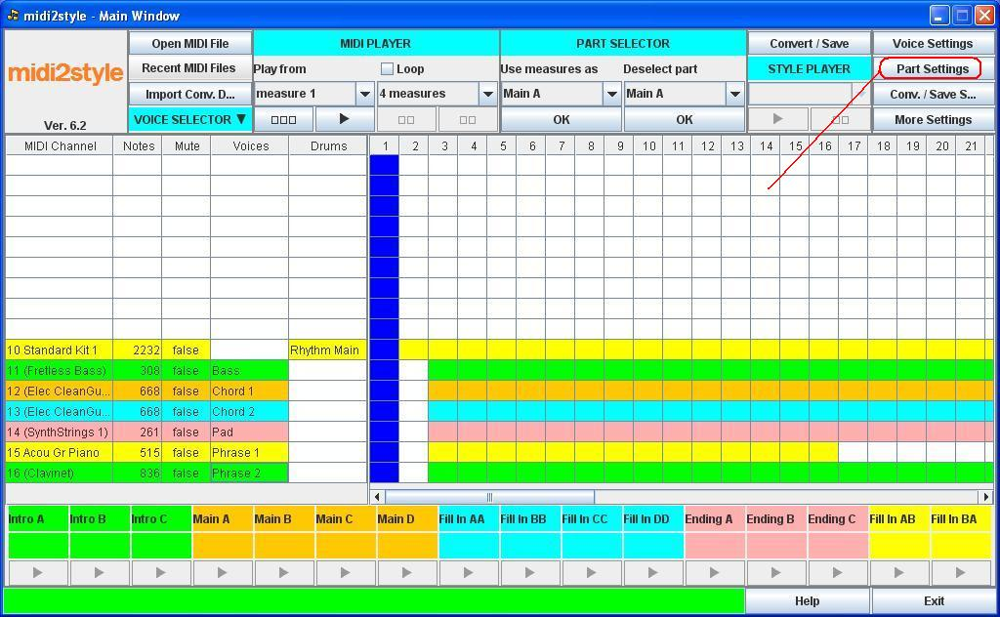 midi2style - Main Window
Open MIDI File MIDI PLAYER PART SELECTOR Convert / Save Voice Settings
midi2style Recent MIDI Files Play from Loop Use measures as Deselect part STYLE PLAYER Part Settings
Import Conv. D... measure 1 4 measures Main A Main A Conv. / Save S...
Ver. 6.2 VOICE SELECTOR ▼ OK OK More Settings
MIDI Channel Notes Mute Voices Drums 1 2 3 4 5 6 7 8 9 10 11 12 13 14 15 16 17 18 19 20 21
10 Standard Kit 1 2232 false Rhythm Main
11 (Fretless Bass) 308 false Bass
12 (Elec CleanGu... 668 false Chord 1
13 (Elec CleanGu... 668 false Chord 2
14 (SynthStrings 1) 261 false Pad
15 Acou Gr Piano 515 false Phrase 1
16 (Clavinet) 836 false Phrase 2
Intro A Intro B Intro C Main A Main B Main C Main D Fill In AA Fill In BB Fill In CC Fill In DD Ending A Ending B Ending C Fill In AB Fill In BA
Help Exit